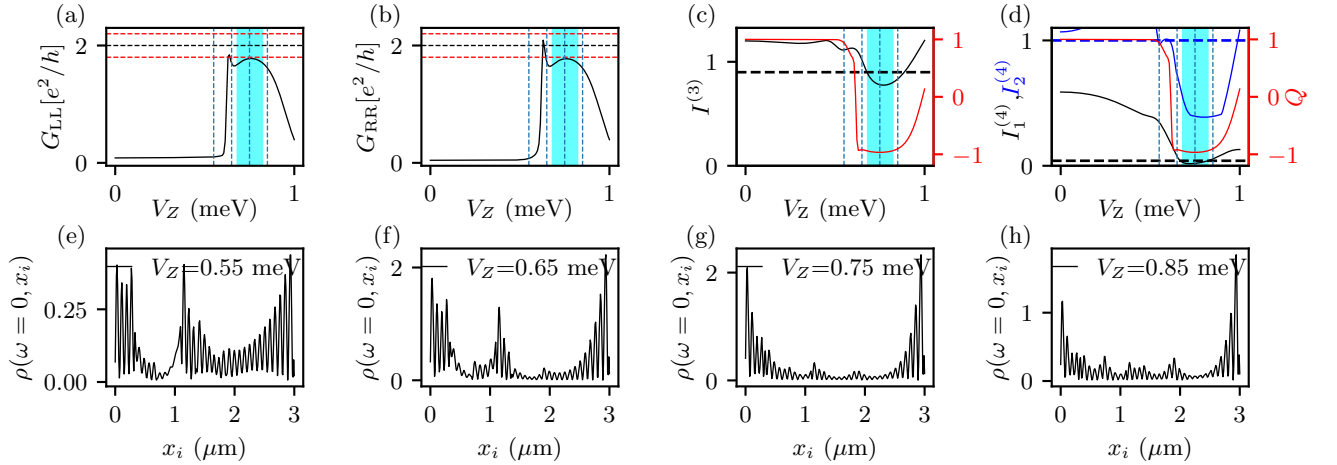 (a)
G_LL[e²/h]
2
0
0
1
V_Z (meV)
(b)
G_RR[e²/h]
2
0
0
1
V_Z (meV)
(c)
I^(3)
1
0
0
1
V_Z (meV)
1
0
−1
(d)
I_1^(4), I_2^(4)
1
0
0
1
V_Z (meV)
1
0
−1
Q
(e)
V_Z=0.55 meV
ρ(ω = 0, x_i)
0.25
0.00
0
1
2
3
x_i (μm)
(f)
V_Z=0.65 meV
ρ(ω = 0, x_i)
2
0
0
1
2
3
x_i (μm)
(g)
V_Z=0.75 meV
ρ(ω = 0, x_i)
2
0
0
1
2
3
x_i (μm)
(h)
V_Z=0.85 meV
ρ(ω = 0, x_i)
1
0
0
1
2
3
x_i (μm)